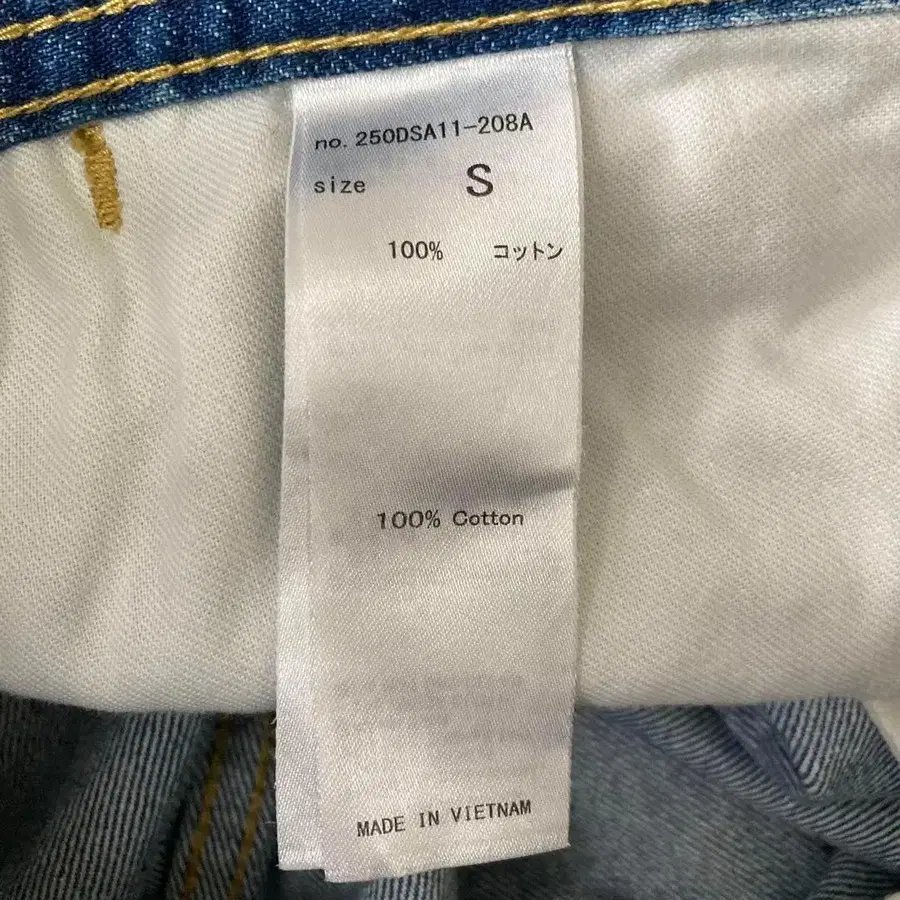 no. 250DSA11-208A
size S
100% コットン
100% Cotton
MADE IN VIETNAM